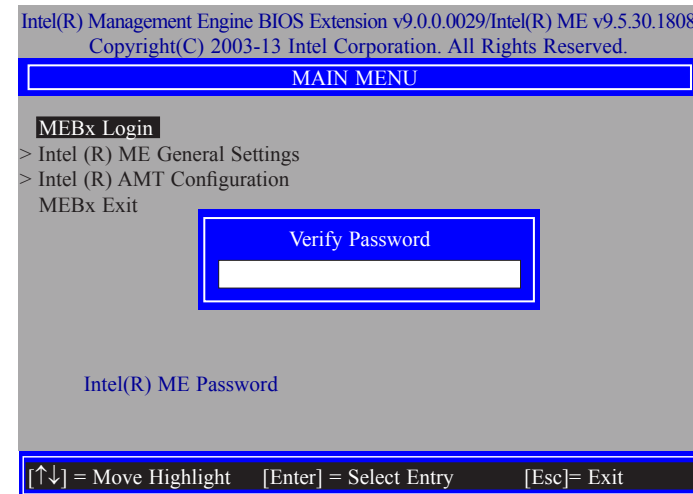 Intel(R) Management Engine BIOS Extension v9.0.0.0029/Intel(R) ME v9.5.30.1808
Copyright(C) 2003-13 Intel Corporation. All Rights Reserved.
MAIN MENU
MEBx Login
> Intel (R) ME General Settings
> Intel (R) AMT Configuration
MEBx Exit
Verify Password
Intel(R) ME Password
[↑↓] = Move Highlight [Enter] = Select Entry [Esc]= Exit